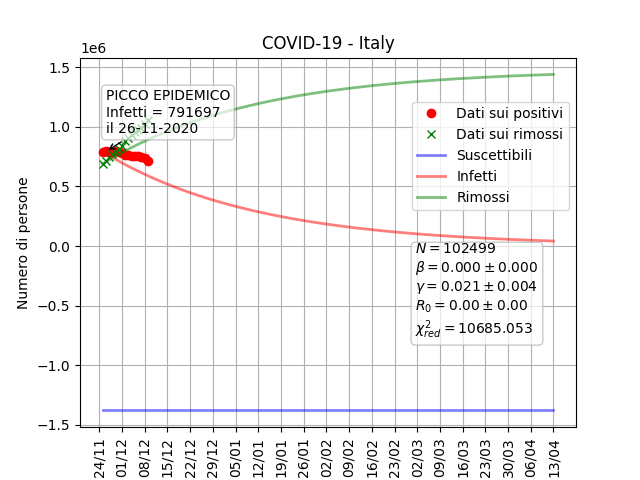 COVID-19 - Italy
1e6
1.5
1.0
0.5
0.0
−0.5
−1.0
−1.5
Numero di persone
PICCO EPIDEMICO
Infetti = 791697
il 26-11-2020
Dati sui positivi
Dati sui rimossi
Suscettibili
Infetti
Rimossi
N = 102499
β = 0.000 ± 0.000
γ = 0.021 ± 0.004
R₀ = 0.00 ± 0.00
χ²_red = 10685.053
24/11
01/12
08/12
15/12
22/12
29/12
05/01
12/01
19/01
26/01
02/02
09/02
16/02
23/02
02/03
09/03
16/03
23/03
30/03
06/04
13/04